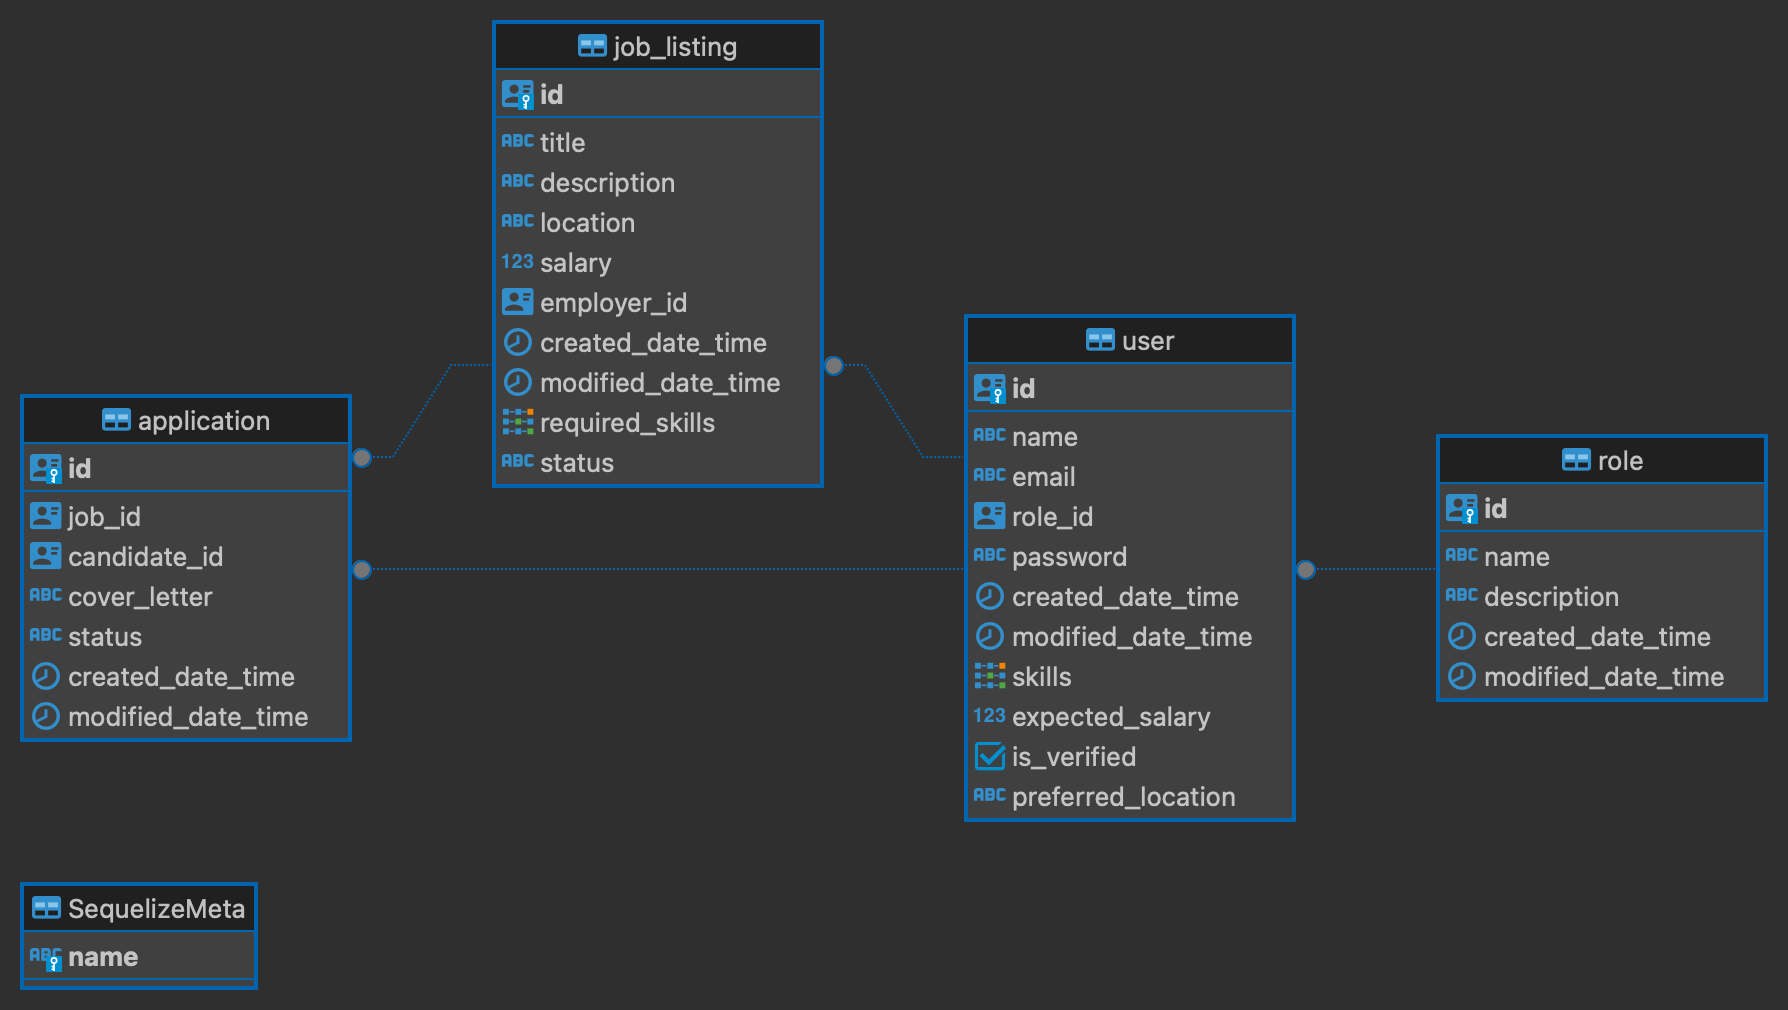 job_listing
id
ABC title
ABC description
ABC location
123 salary
employer_id
created_date_time
modified_date_time
required_skills
ABC status
application
id
job_id
candidate_id
ABC cover_letter
ABC status
created_date_time
modified_date_time
user
id
ABC name
ABC email
role_id
ABC password
created_date_time
modified_date_time
skills
123 expected_salary
is_verified
ABC preferred_location
role
id
ABC name
ABC description
created_date_time
modified_date_time
SequelizeMeta
ABC name